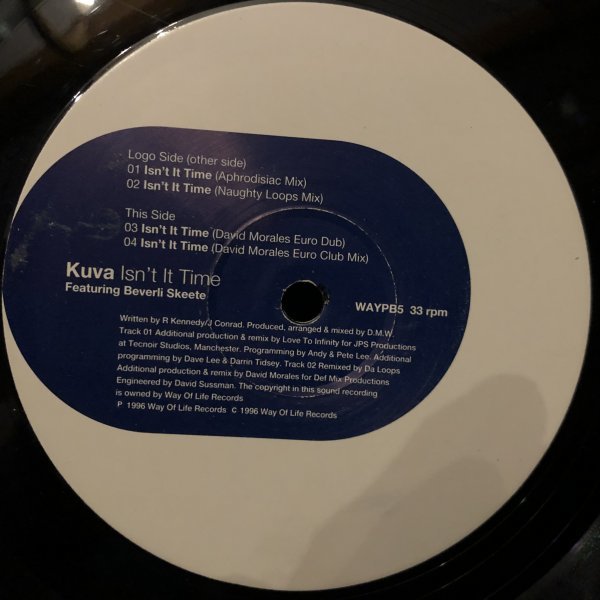 Logo Side (other side)
01 Isn't It Time (Aphrodisiac Mix)
02 Isn't It Time (Naughty Loops Mix)
This Side
03 Isn't It Time (David Morales Euro Dub)
04 Isn't It Time (David Morales Euro Club Mix)
Kuva Isn't It Time
Featuring Beverli Skeete
WAYPB5 33 rpm
Written by R Kennedy/J Conrad. Produced, arranged & mixed by D.M.W.
Track 01 Additional production & remix by Love To Infinity for JPS Productions
at Tecnoir Studios, Manchester. Programming by Andy & Pete Lee. Additional
programming by Dave Lee & Darrin Tidsey. Track 02 Remixed by Da Loops
Additional production & remix by David Morales for Def Mix Productions
Engineered by David Sussman. The copyright in this sound recording
is owned by Way Of Life Records
P 1996 Way Of Life Records C 1996 Way Of Life Records